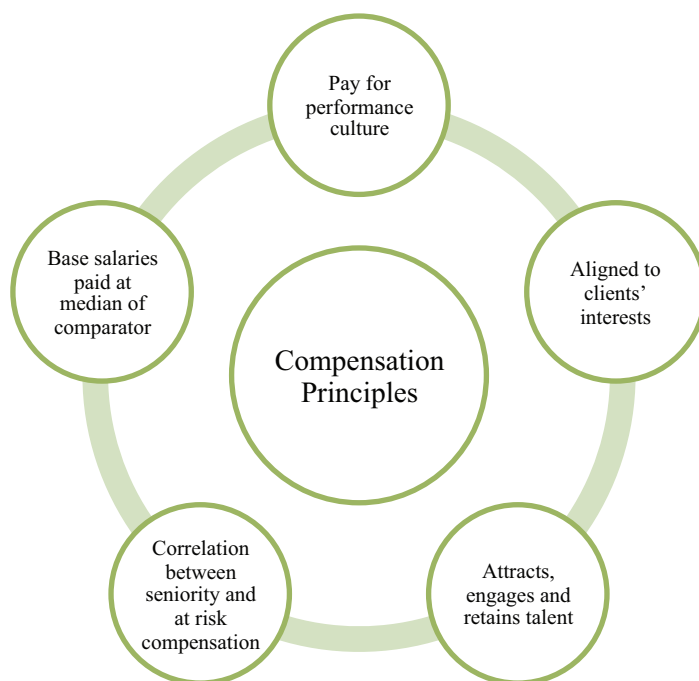 Pay for
performance
culture
Aligned to
clients’
interests
Attracts,
engages and
retains talent
Correlation
between
seniority and
at risk
compensation
Base salaries
paid at
median of
comparator
Compensation
Principles